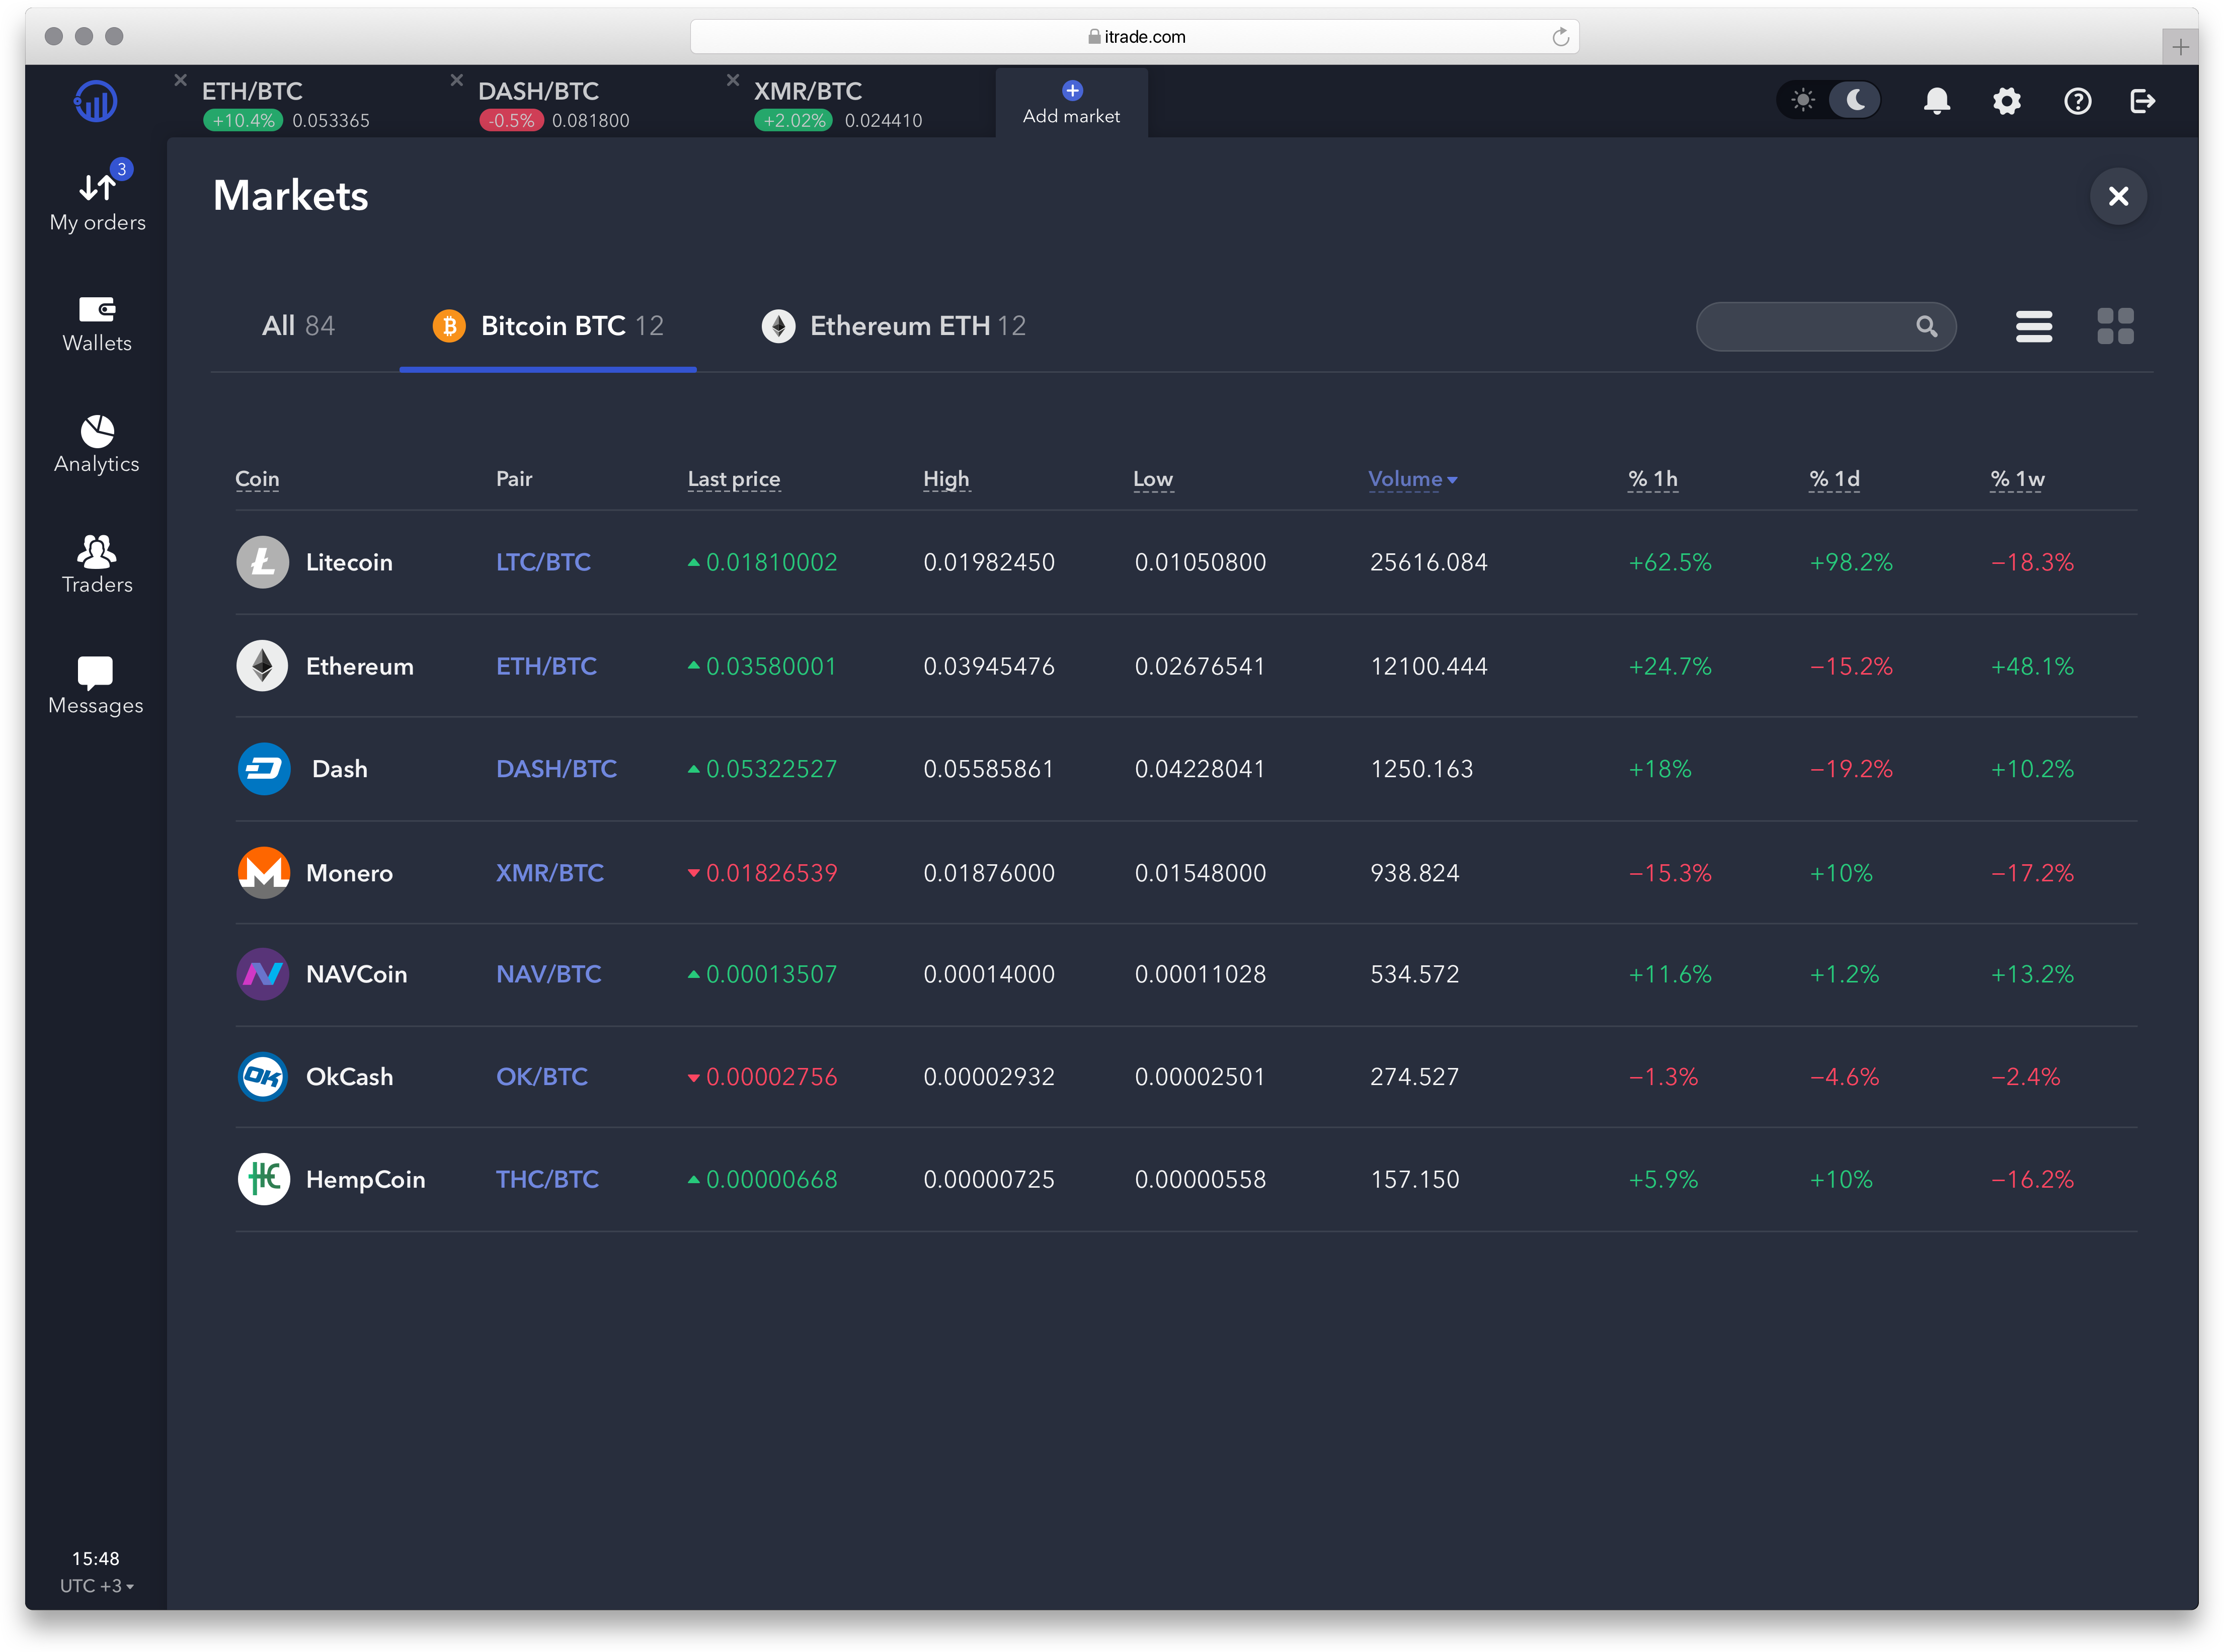 itrade.com
ETH/BTC
+10.4% 0.053365
DASH/BTC
-0.5% 0.081800
XMR/BTC
+2.02% 0.024410
Add market
3
My orders
Wallets
Analytics
Traders
Messages
15:48
UTC +3
Markets
All 84
Bitcoin BTC 12
Ethereum ETH 12
Coin Pair Last price High Low Volume % 1h % 1d % 1w
Litecoin LTC/BTC 0.01810002 0.01982450 0.01050800 25616.084 +62.5% +98.2% −18.3%
Ethereum ETH/BTC 0.03580001 0.03945476 0.02676541 12100.444 +24.7% −15.2% +48.1%
Dash DASH/BTC 0.05322527 0.05585861 0.04228041 1250.163 +18% −19.2% +10.2%
Monero XMR/BTC 0.01826539 0.01876000 0.01548000 938.824 −15.3% +10% −17.2%
NAVCoin NAV/BTC 0.00013507 0.00014000 0.00011028 534.572 +11.6% +1.2% +13.2%
OK OkCash OK/BTC 0.00002756 0.00002932 0.00002501 274.527 −1.3% −4.6% −2.4%
HempCoin THC/BTC 0.00000668 0.00000725 0.00000558 157.150 +5.9% +10% −16.2%